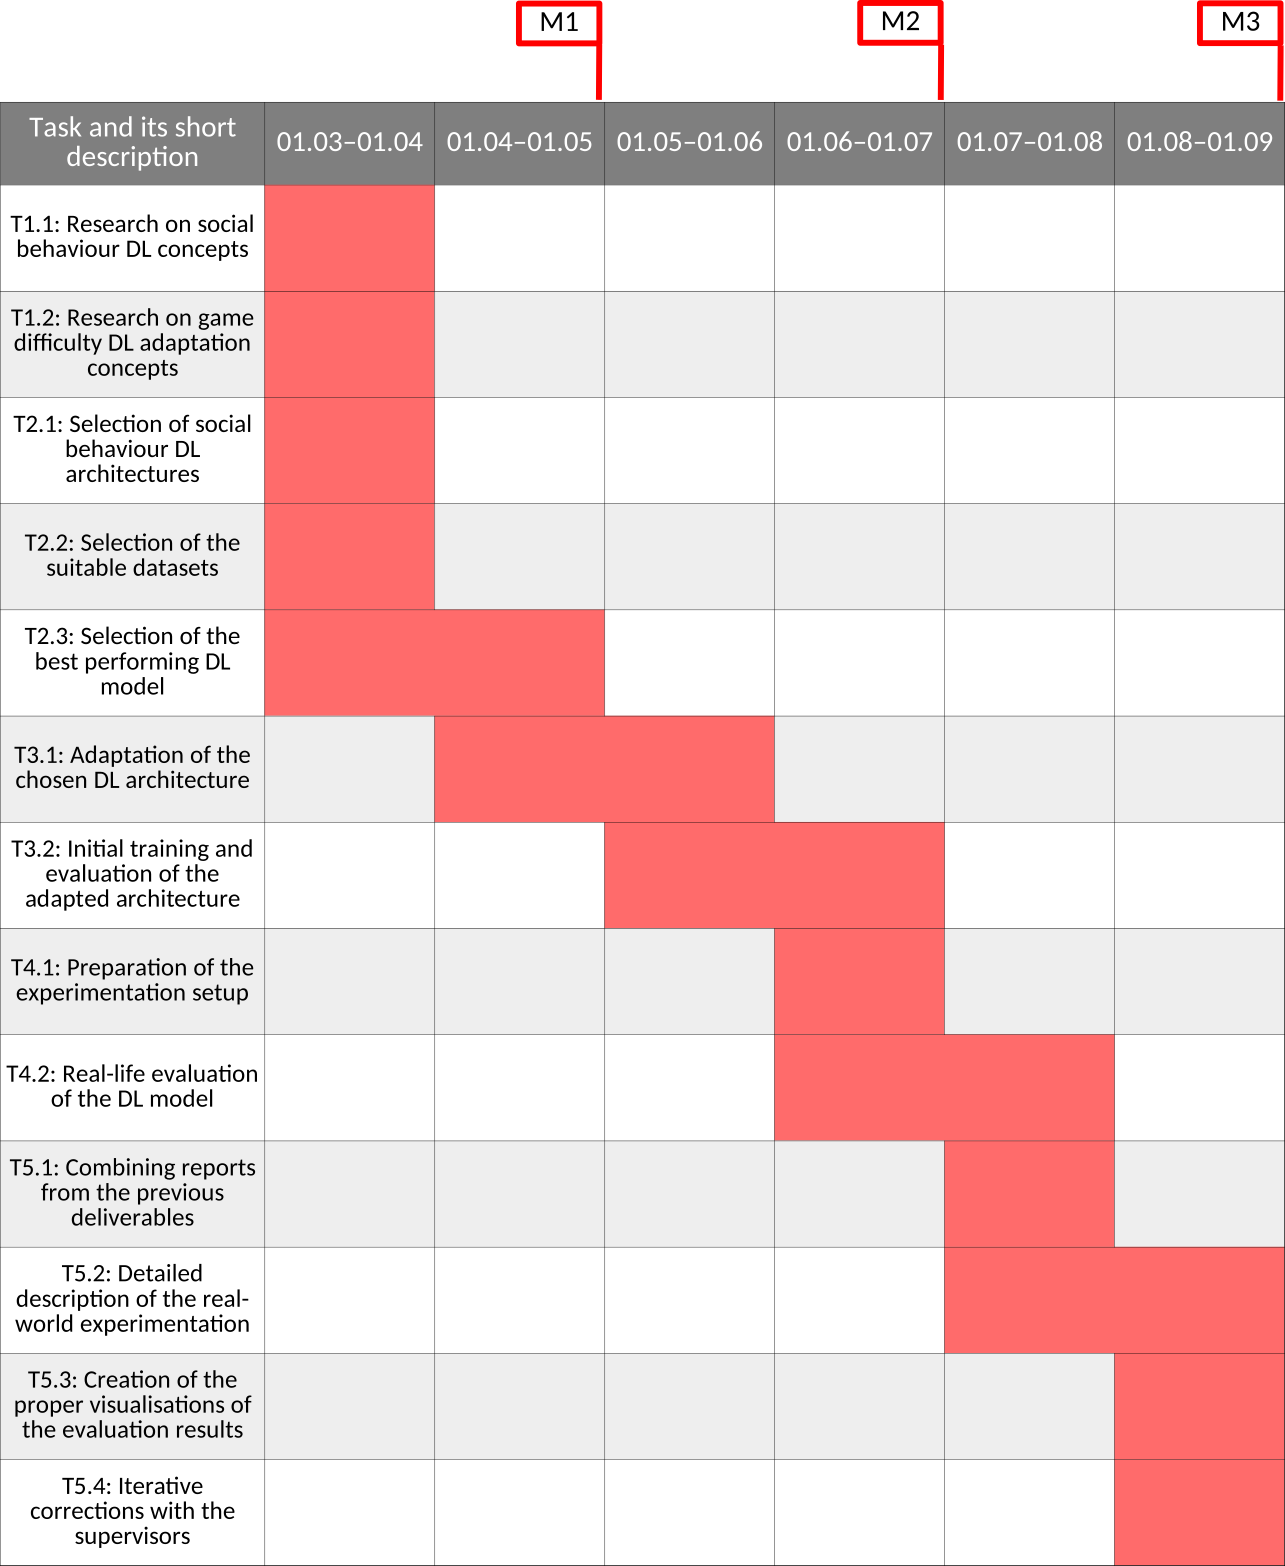 M1
M2
M3
Task and its short
description
01.03–01.04
01.04–01.05
01.05–01.06
01.06–01.07
01.07–01.08
01.08–01.09
T1.1: Research on social
behaviour DL concepts
T1.2: Research on game
difficulty DL adaptation
concepts
T2.1: Selection of social
behaviour DL
architectures
T2.2: Selection of the
suitable datasets
T2.3: Selection of the
best performing DL
model
T3.1: Adaptation of the
chosen DL architecture
T3.2: Initial training and
evaluation of the
adapted architecture
T4.1: Preparation of the
experimentation setup
T4.2: Real-life evaluation
of the DL model
T5.1: Combining reports
from the previous
deliverables
T5.2: Detailed
description of the real-
world experimentation
T5.3: Creation of the
proper visualisations of
the evaluation results
T5.4: Iterative
corrections with the
supervisors